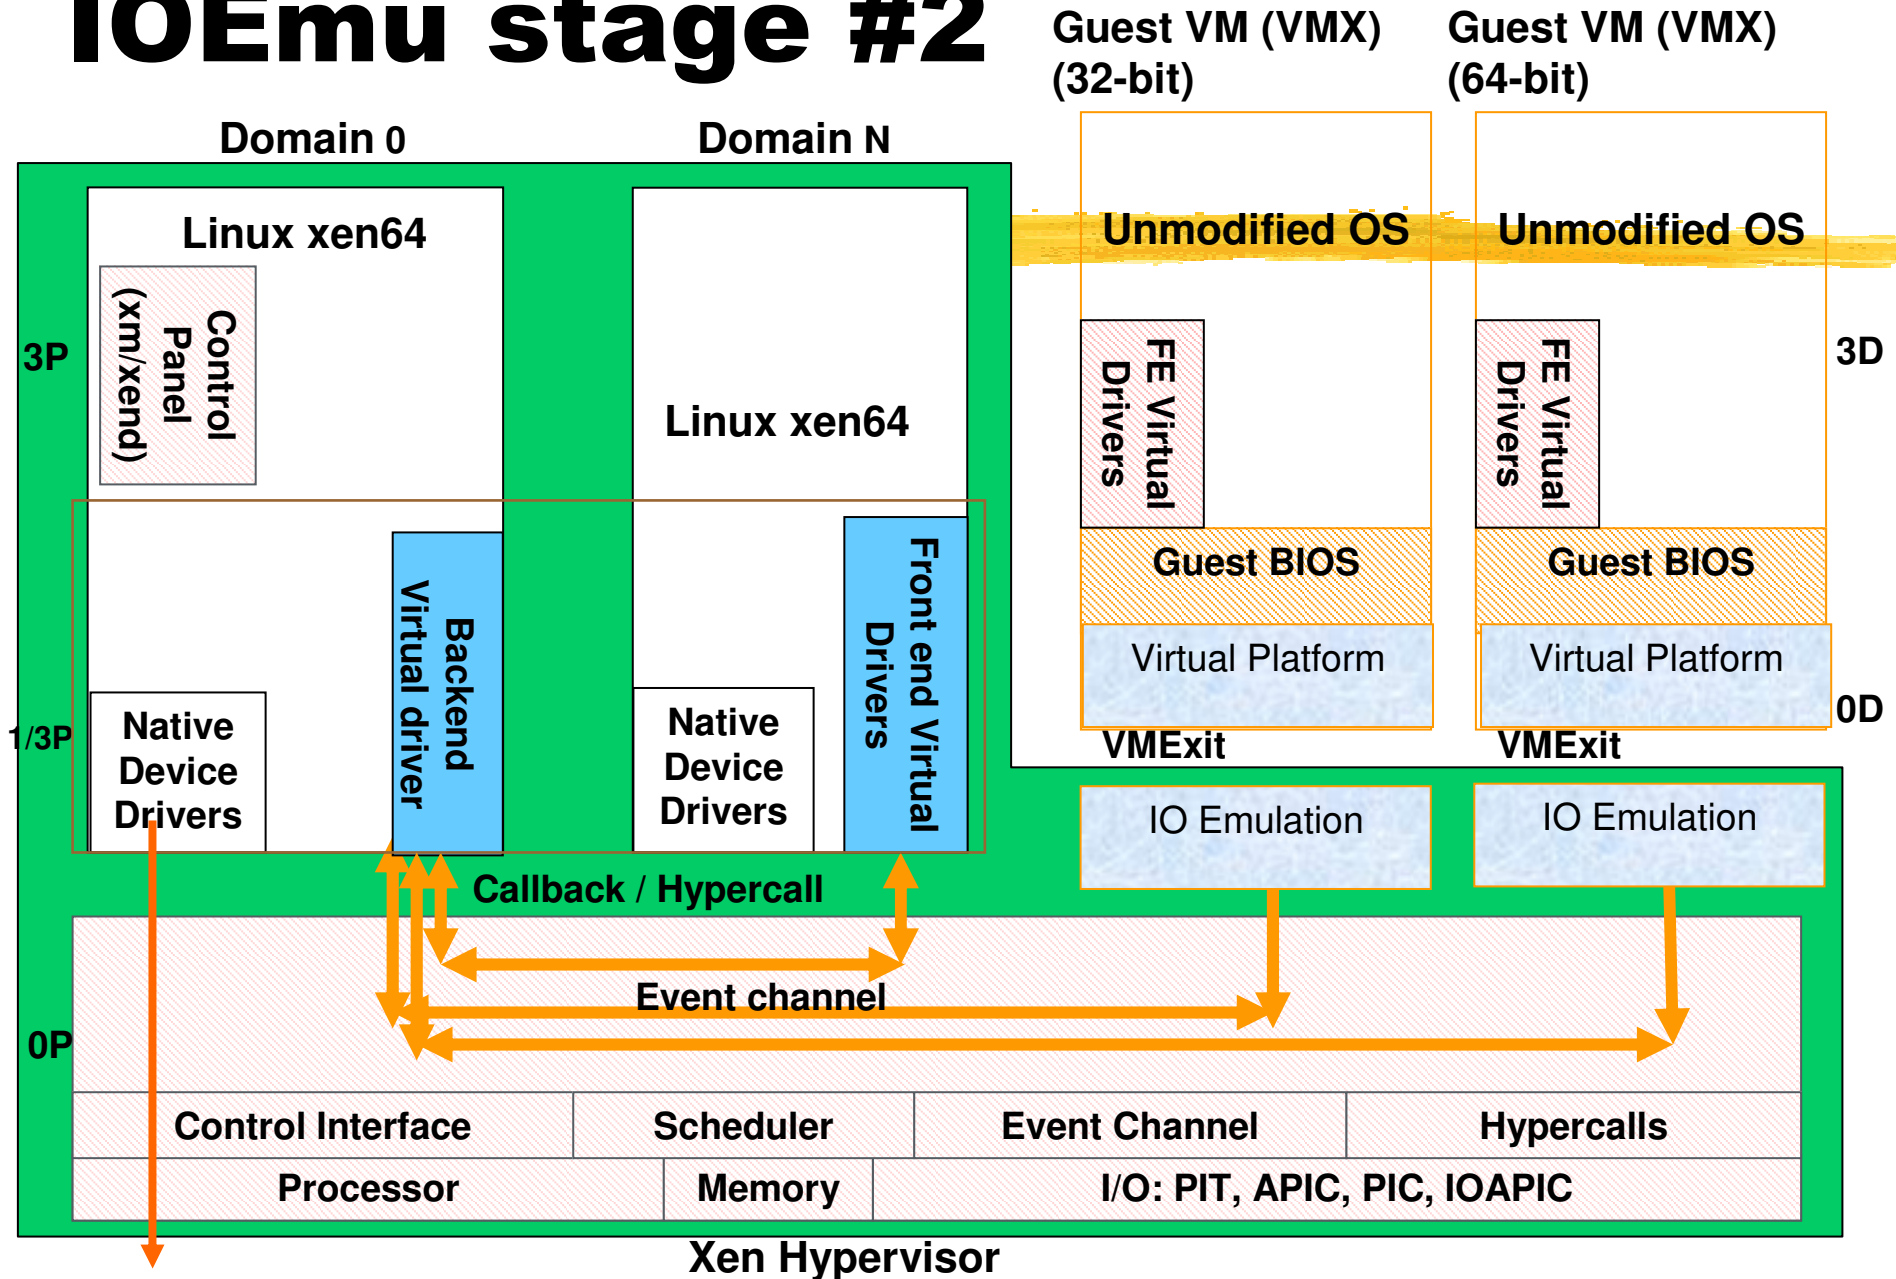 IOEmu stage #2
Guest VM (VMX)
(32-bit)
Guest VM (VMX)
(64-bit)
Domain 0
Domain N
Linux xen64
Control
Panel
(xm/xend)
Linux xen64
Unmodified OS
Unmodified OS
3P
3D
FE Virtual
Drivers
FE Virtual
Drivers
Guest BIOS
Guest BIOS
Virtual Platform
Virtual Platform
Backend
Virtual driver
Front end Virtual
Drivers
1/3P
0D
Native
Device
Drivers
Native
Device
Drivers
VMExit
VMExit
IO Emulation
IO Emulation
Callback / Hypercall
Event channel
0P
Control Interface
Scheduler
Event Channel
Hypercalls
Processor
Memory
I/O: PIT, APIC, PIC, IOAPIC
Xen Hypervisor